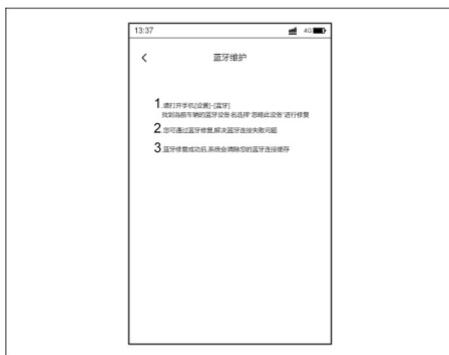 13:37 4G
蓝牙维护
1.请打开手机[设置]-[蓝牙]
找到当前车辆的蓝牙设备名选择"忽略此设备"进行修复
2.您可通过蓝牙修复,解决蓝牙连接失败问题
3.蓝牙修复成功后,系统会清除您的蓝牙连接缓存